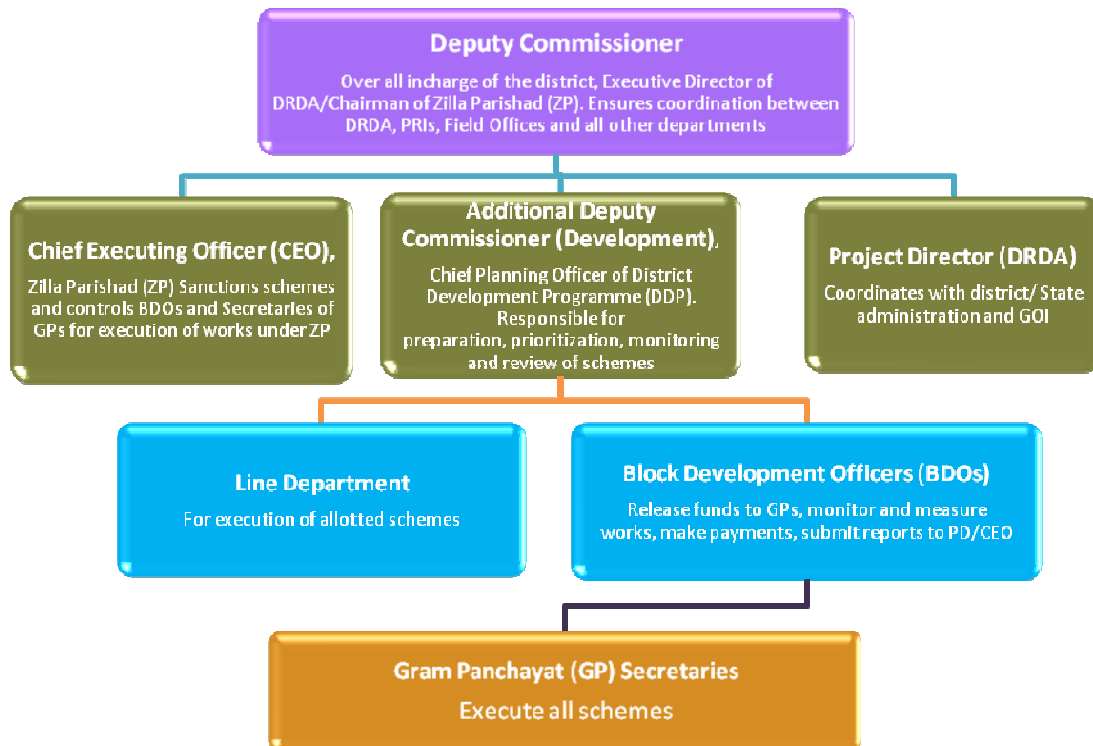 Deputy Commissioner
Over all incharge of the district, Executive Director of
DRDA/Chairman of Zilla Parishad (ZP). Ensures coordination between
DRDA, PRIs, Field Offices and all other departments
Chief Executing Officer (CEO),
Zilla Parishad (ZP) Sanctions schemes
and controls BDOs and Secretaries of
GPs for execution of works under ZP
Additional Deputy
Commissioner (Development),
Chief Planning Officer of District
Development Programme (DDP).
Responsible for
preparation, prioritization, monitoring
and review of schemes
Project Director (DRDA)
Coordinates with district/ State
administration and GOI
Line Department
For execution of allotted schemes
Block Development Officers (BDOs)
Release funds to GPs, monitor and measure
works, make payments, submit reports to PD/CEO
Gram Panchayat (GP) Secretaries
Execute all schemes